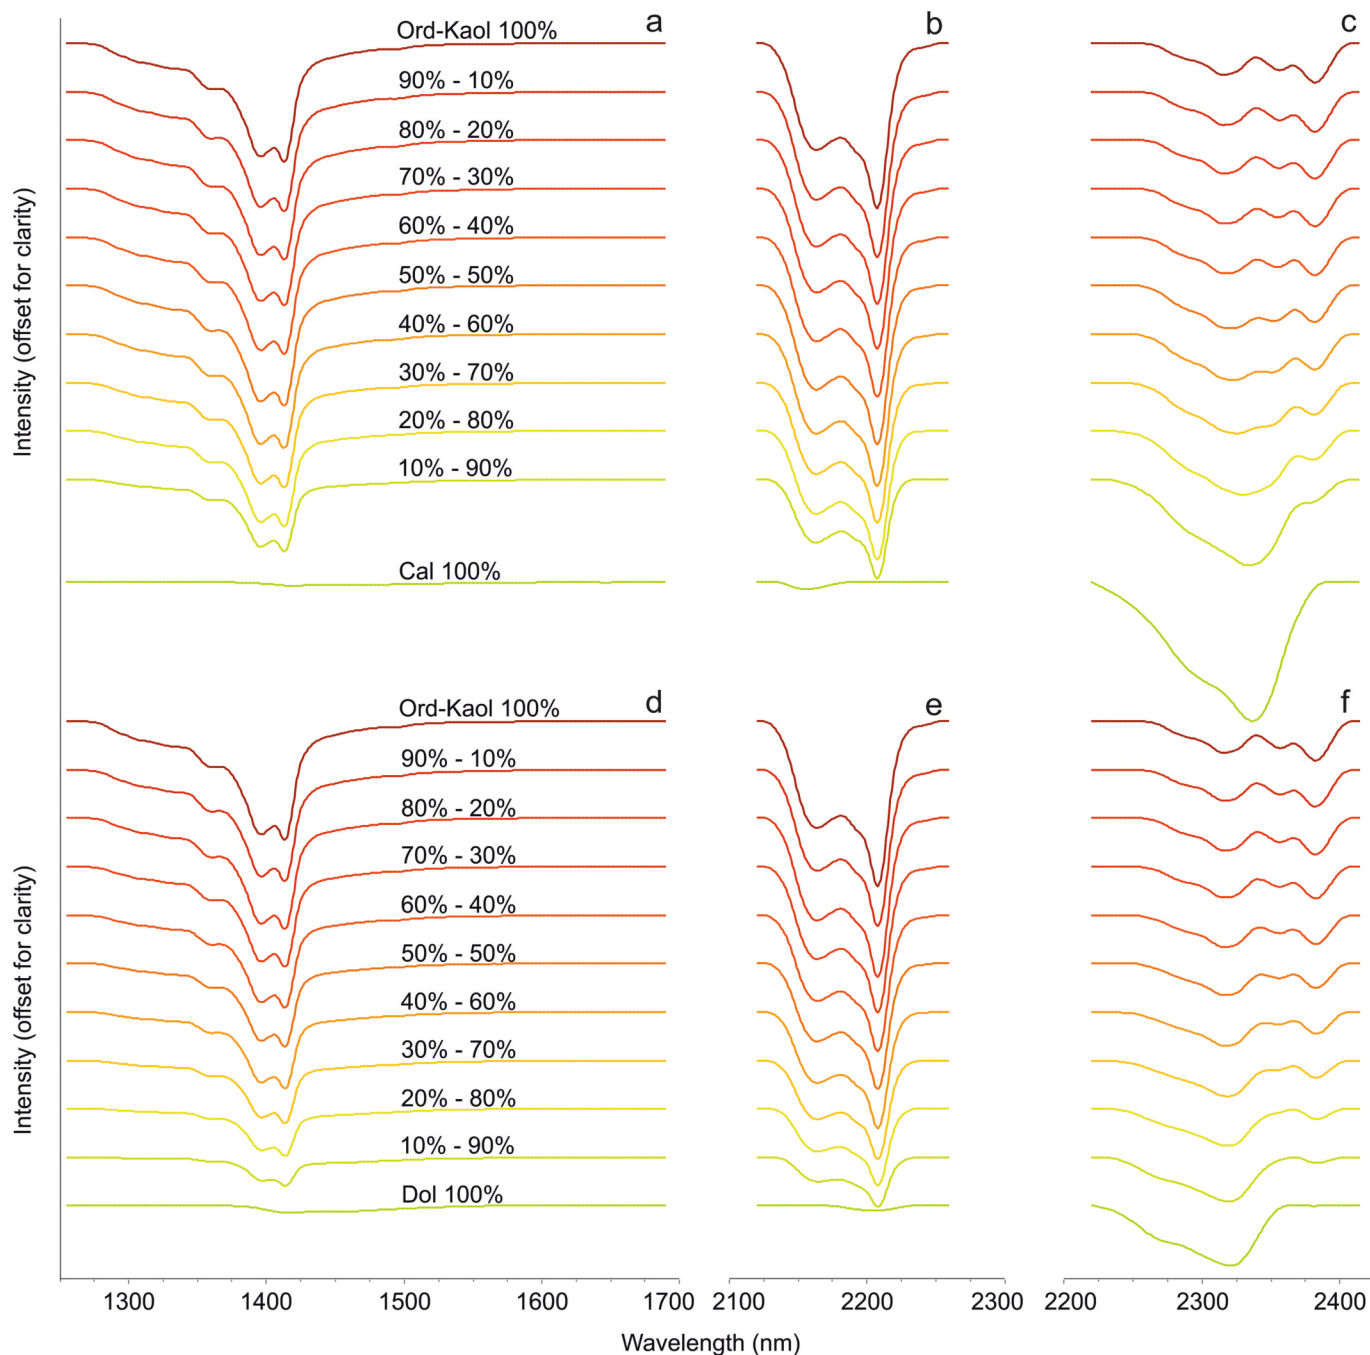 a
b
c
Ord-Kaol 100%
90% - 10%
80% - 20%
70% - 30%
60% - 40%
50% - 50%
40% - 60%
30% - 70%
20% - 80%
10% - 90%
Cal 100%
Intensity (offset for clarity)
d
e
f
Ord-Kaol 100%
90% - 10%
80% - 20%
70% - 30%
60% - 40%
50% - 50%
40% - 60%
30% - 70%
20% - 80%
10% - 90%
Dol 100%
Intensity (offset for clarity)
1300 1400 1500 1600 1700
2100 2200 2300
2200 2300 2400
Wavelength (nm)